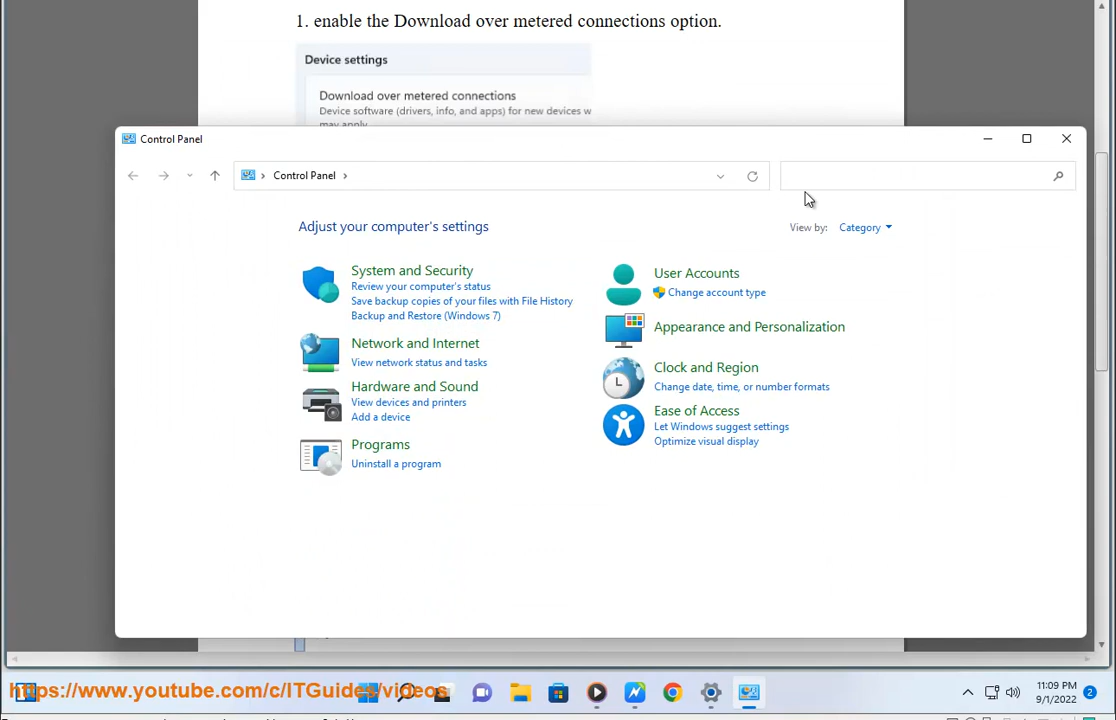 1. enable the Download over metered connections option.
Device settings
Download over metered connections
Device software (drivers, info, and apps) for new devices w
may apply.
Control Panel
Control Panel
Adjust your computer's settings
View by: Category
System and Security
Review your computer's status
Save backup copies of your files with File History
Backup and Restore (Windows 7)
Network and Internet
View network status and tasks
Hardware and Sound
View devices and printers
Add a device
Programs
Uninstall a program
User Accounts
Change account type
Appearance and Personalization
Clock and Region
Change date, time, or number formats
Ease of Access
Let Windows suggest settings
Optimize visual display
https://www.youtube.com/c/ITGuides/videos
11:09 PM
9/1/2022
2